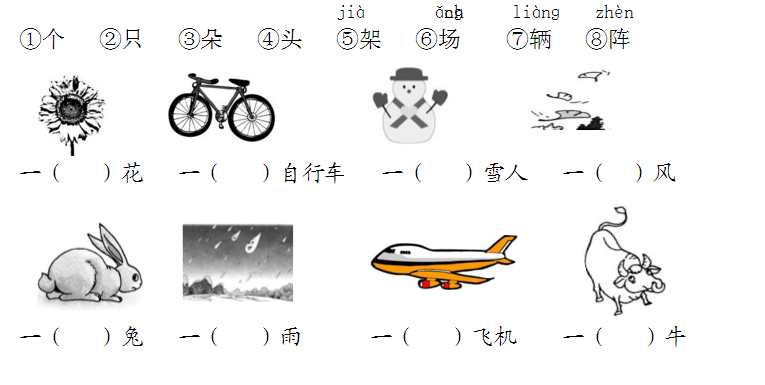 jià ǎng liàng zhèn
①个 ②只 ③朵 ④头 ⑤架 ⑥场 ⑦辆 ⑧阵
一（ ）花 一（ ）自行车 一（ ）雪人 一（ ）风
一（ ）兔 一（ ）雨 一（ ）飞机 一（ ）牛